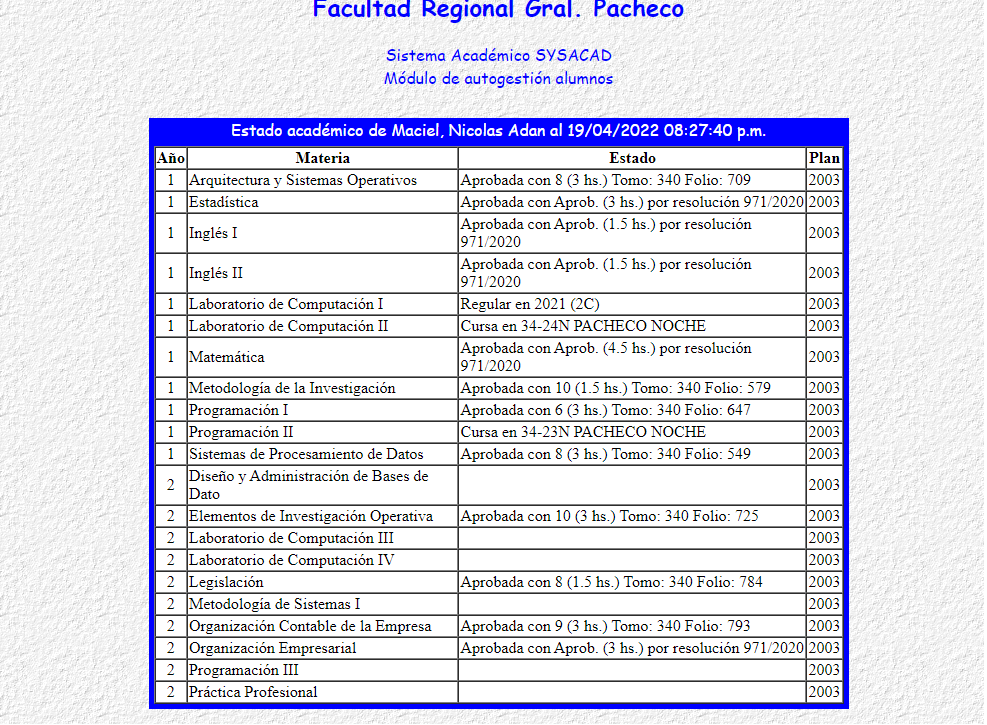 Facultad Regional Gral. Pacheco
Sistema Académico SYSACAD
Módulo de autogestión alumnos
Estado académico de Maciel, Nicolas Adan al 19/04/2022 08:27:40 p.m.
Año Materia Estado Plan
1 Arquitectura y Sistemas Operativos Aprobada con 8 (3 hs.) Tomo: 340 Folio: 709 2003
1 Estadística Aprobada con Aprob. (3 hs.) por resolución 971/2020 2003
1 Inglés I Aprobada con Aprob. (1.5 hs.) por resolución
971/2020 2003
1 Inglés II Aprobada con Aprob. (1.5 hs.) por resolución
971/2020 2003
1 Laboratorio de Computación I Regular en 2021 (2C) 2003
1 Laboratorio de Computación II Cursa en 34-24N PACHECO NOCHE 2003
1 Matemática Aprobada con Aprob. (4.5 hs.) por resolución
971/2020 2003
1 Metodología de la Investigación Aprobada con 10 (1.5 hs.) Tomo: 340 Folio: 579 2003
1 Programación I Aprobada con 6 (3 hs.) Tomo: 340 Folio: 647 2003
1 Programación II Cursa en 34-23N PACHECO NOCHE 2003
1 Sistemas de Procesamiento de Datos Aprobada con 8 (3 hs.) Tomo: 340 Folio: 549 2003
2 Diseño y Administración de Bases de
Dato 2003
2 Elementos de Investigación Operativa Aprobada con 10 (3 hs.) Tomo: 340 Folio: 725 2003
2 Laboratorio de Computación III 2003
2 Laboratorio de Computación IV 2003
2 Legislación Aprobada con 8 (1.5 hs.) Tomo: 340 Folio: 784 2003
2 Metodología de Sistemas I 2003
2 Organización Contable de la Empresa Aprobada con 9 (3 hs.) Tomo: 340 Folio: 793 2003
2 Organización Empresarial Aprobada con Aprob. (3 hs.) por resolución 971/2020 2003
2 Programación III 2003
2 Práctica Profesional 2003